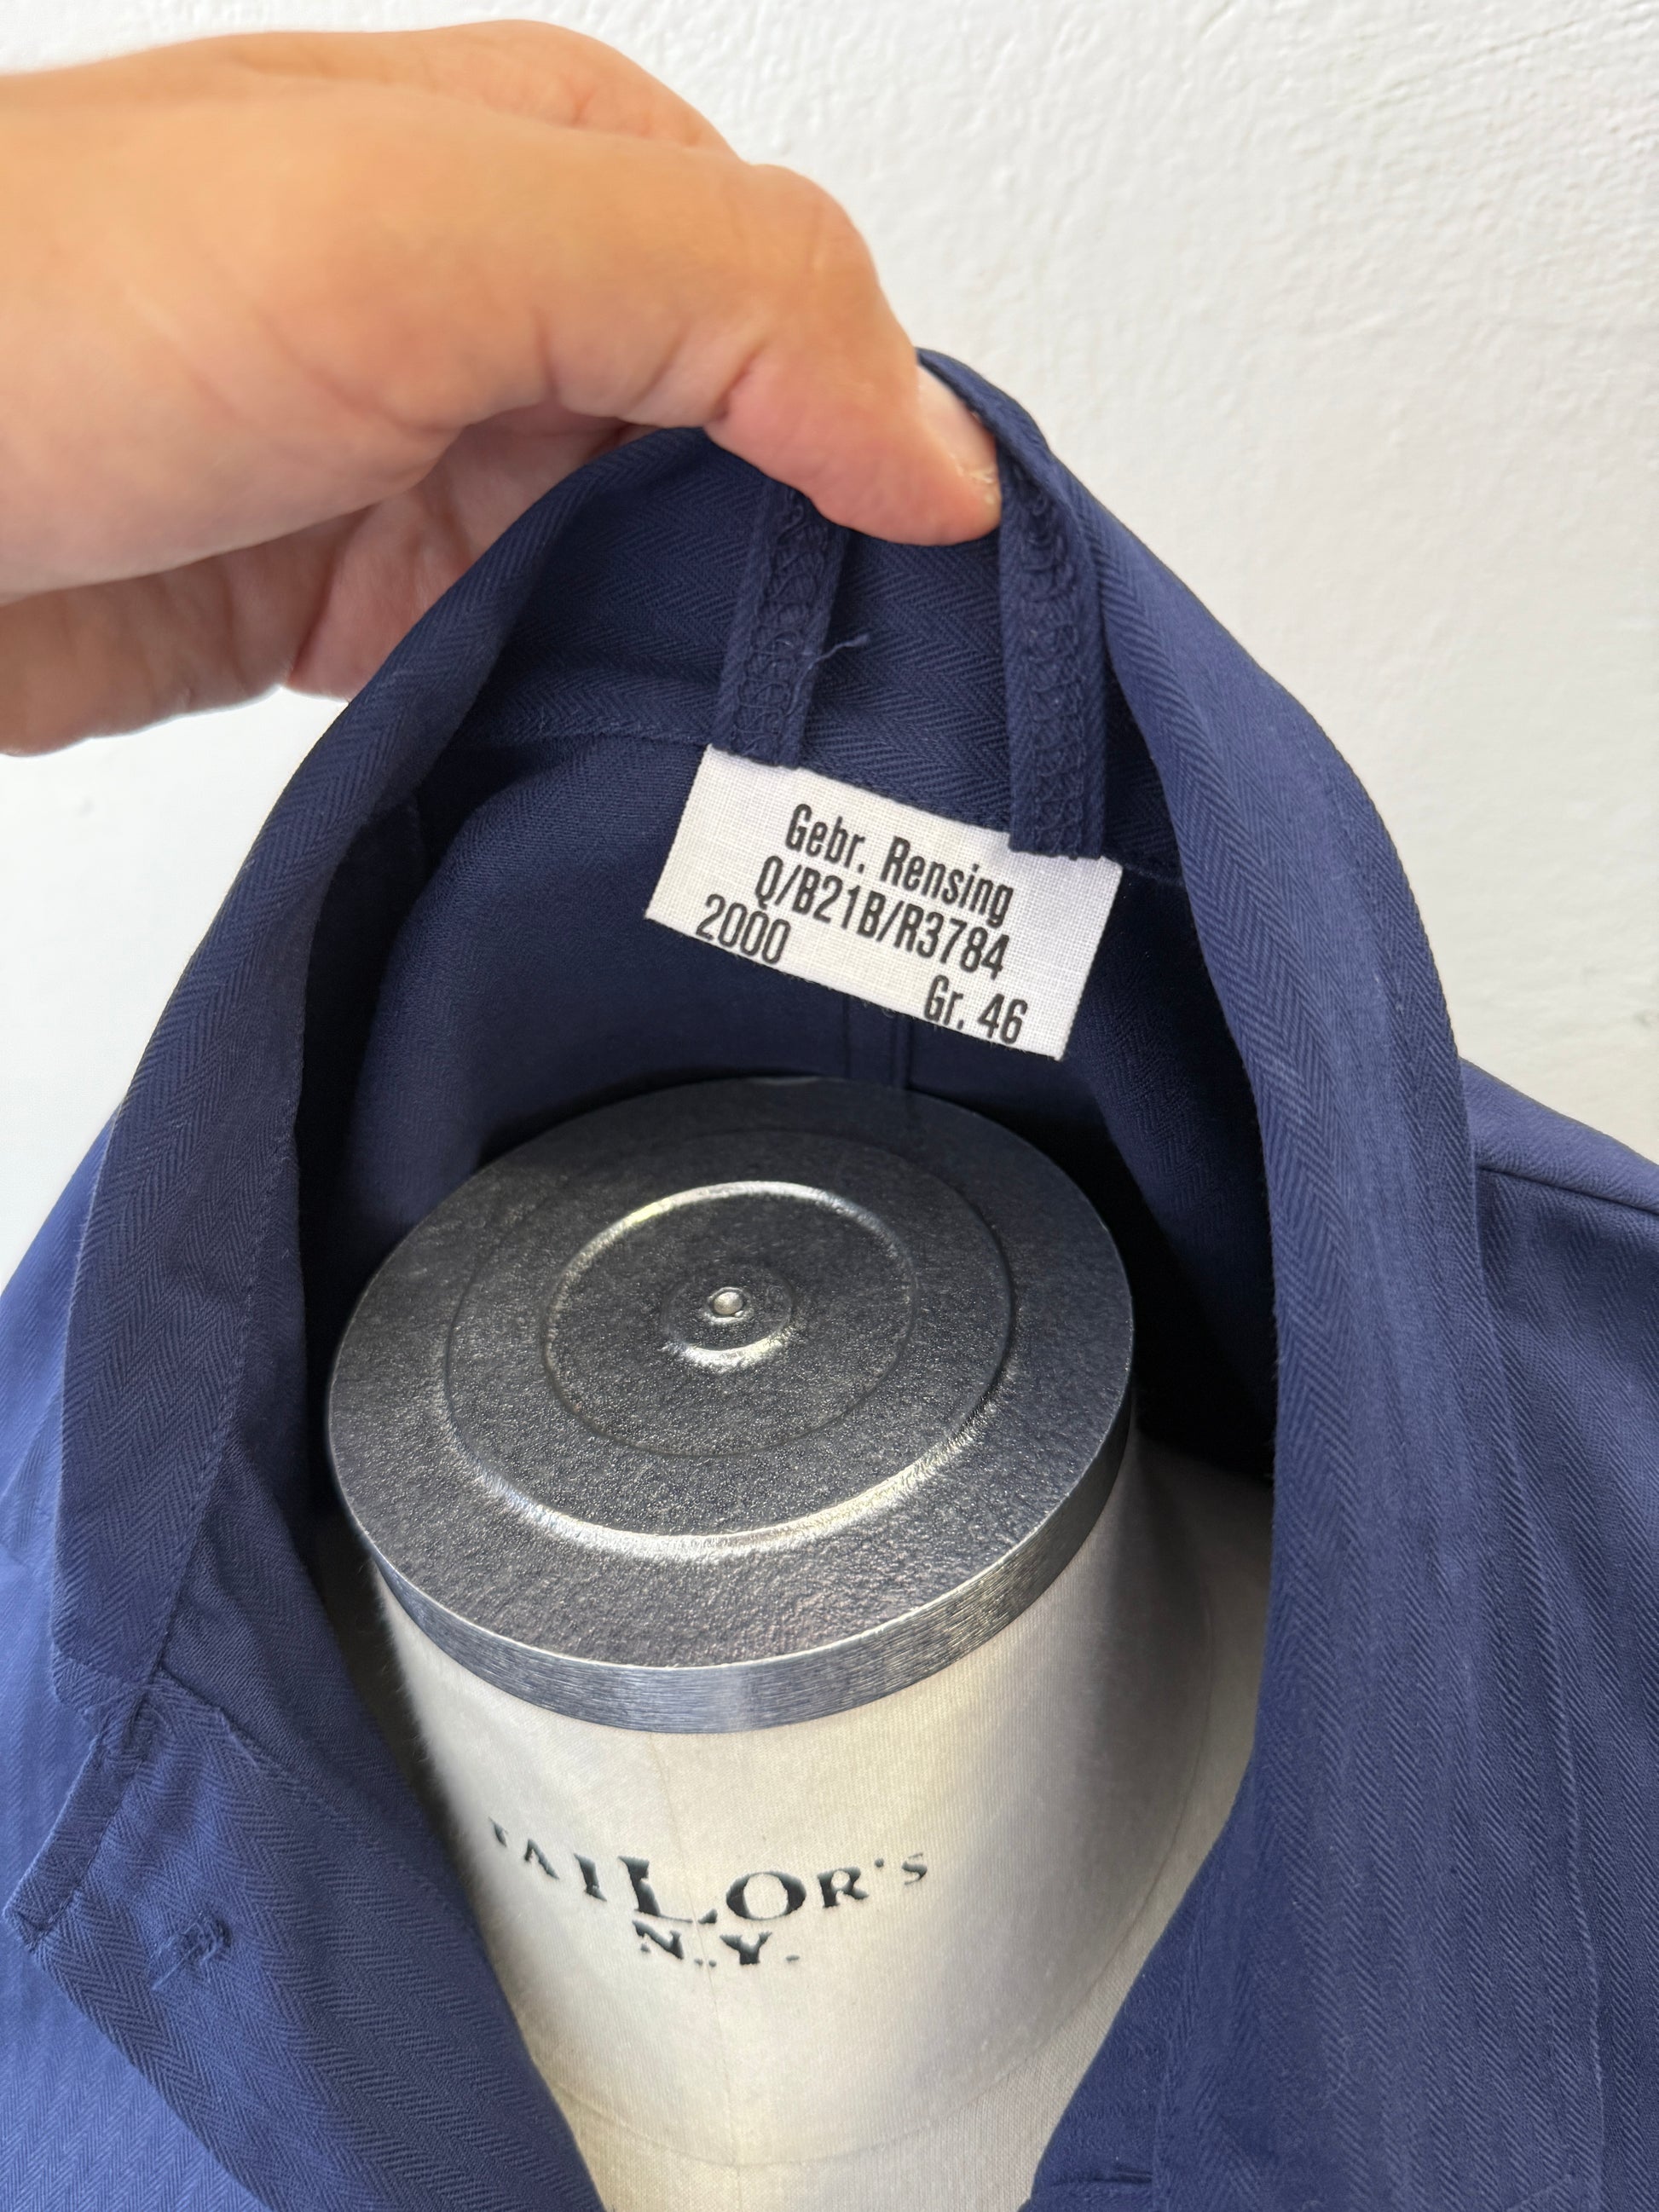 Gebr. Rensing
Q/B21B/R3784
2000
Gr. 46
TAILOR'S
N.Y.